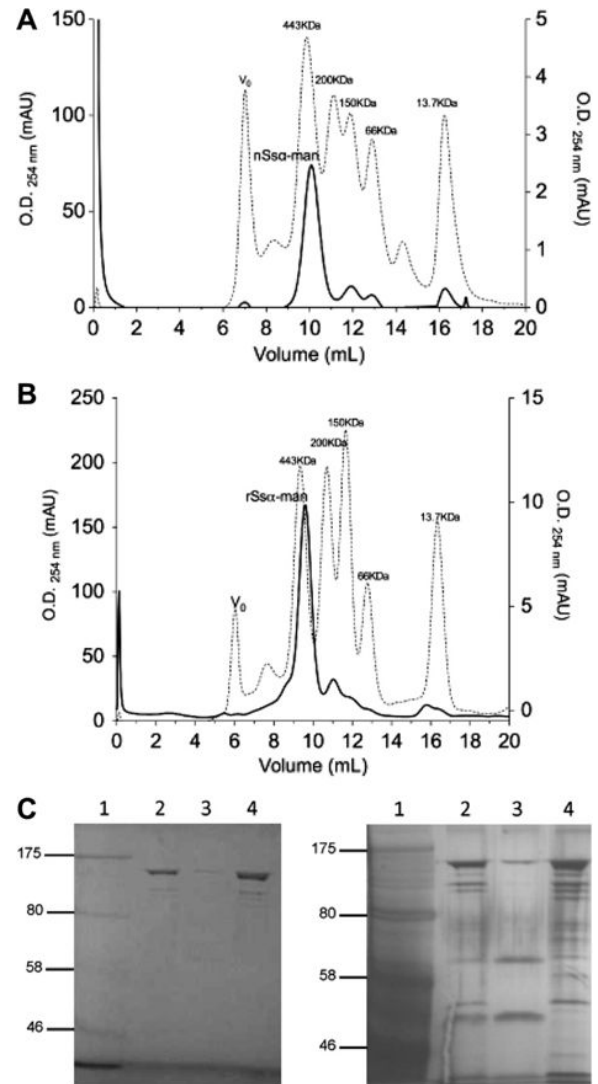 A
150
100
50
0
O.D. 254 nm (mAU)
5
4
3
2
1
0
O.D. 254 nm (mAU)
V0
443KDa
200KDa
150KDa
66KDa
13.7KDa
nSsα-man
0 2 4 6 8 10 12 14 16 18 20
Volume (mL)
B
250
200
150
100
50
0
O.D. 254 nm (mAU)
15
10
5
0
O.D. 254 nm (mAU)
V0
443KDa
200KDa
150KDa
66KDa
13.7KDa
rSsα-man
0 2 4 6 8 10 12 14 16 18 20
Volume (mL)
C
1 2 3 4
175
80
58
46
1 2 3 4
175
80
58
46